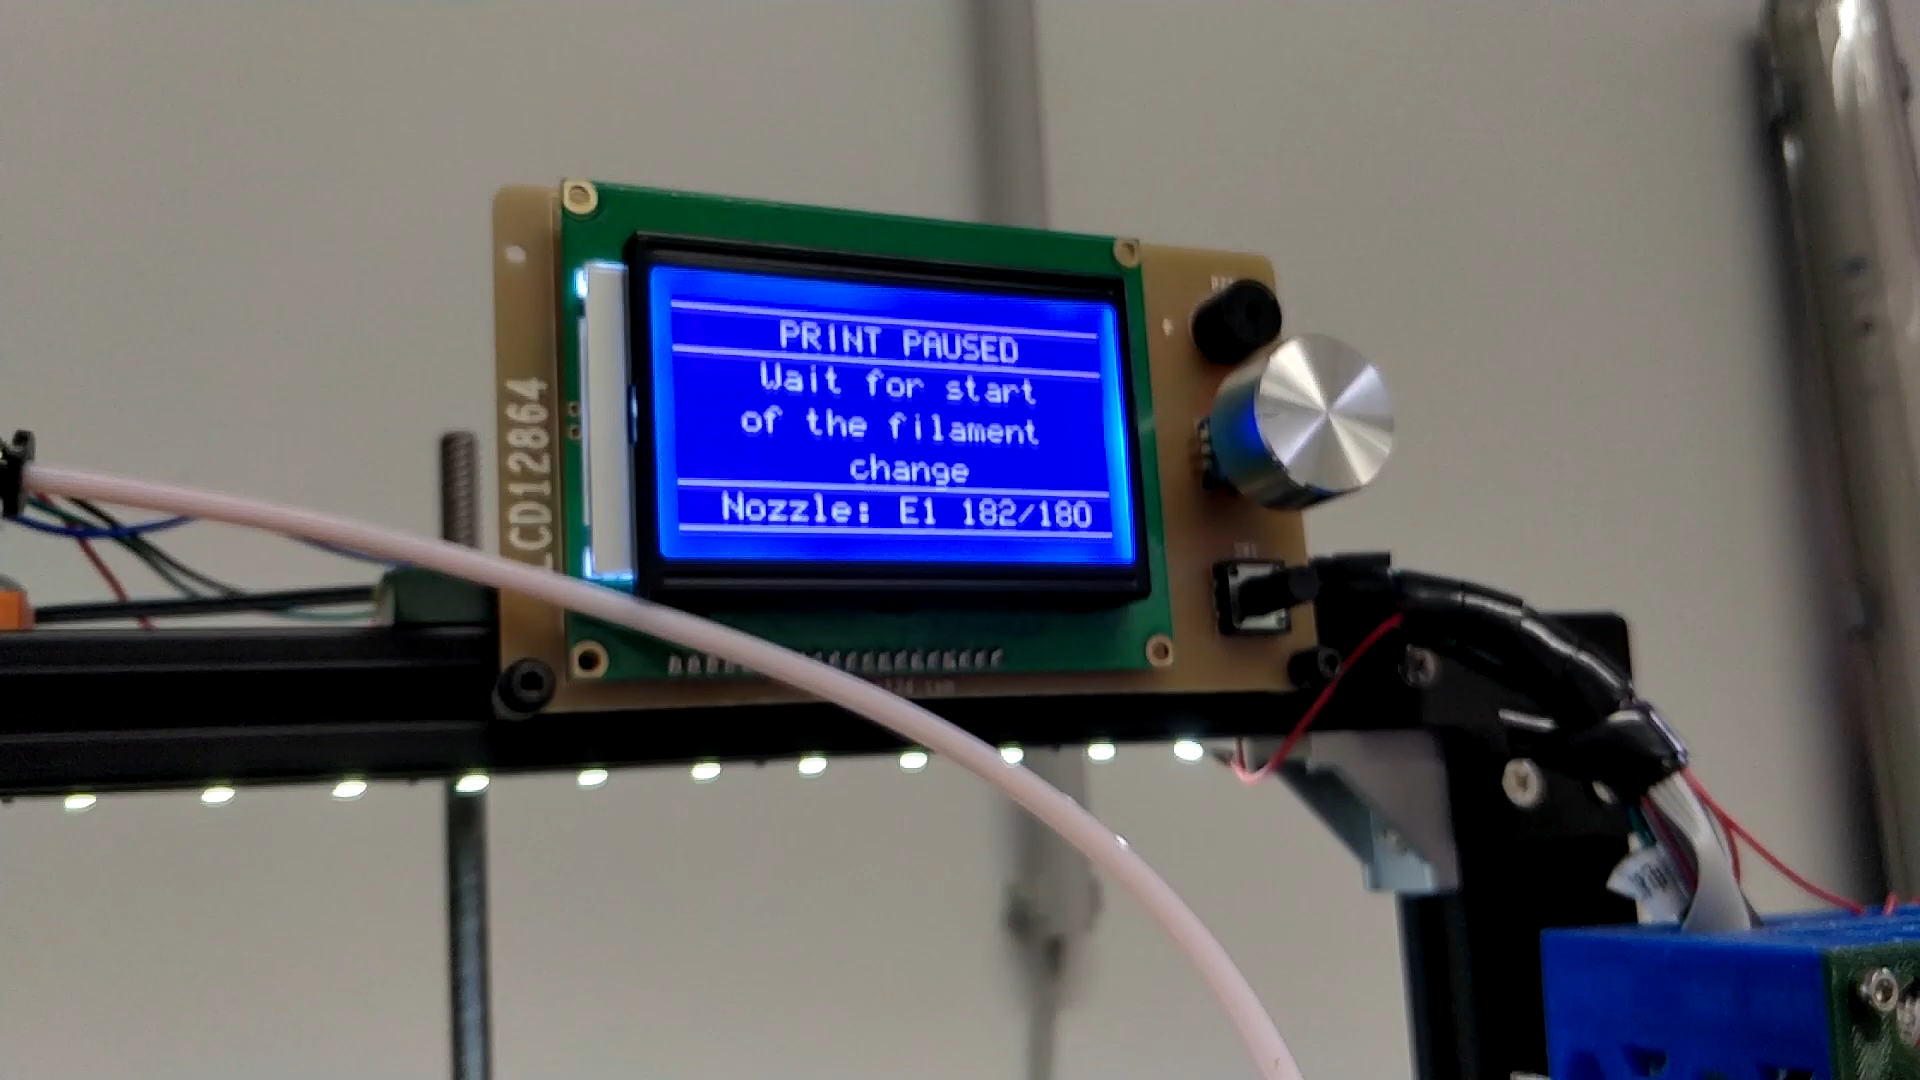 PRINT PAUSED
Wait for start
of the filament
change
Nozzle: E1 182/180
LCD12864